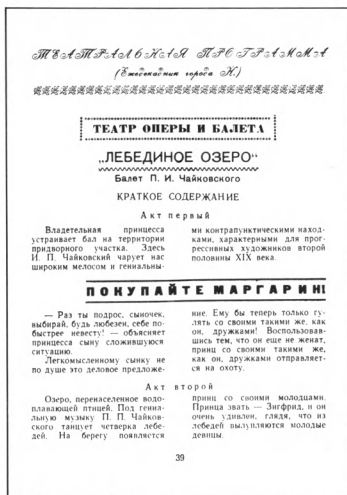 ТЕАТРАЛЬНАЯ ПРОГРАММА
(Еженедельник города Н.)
ТЕАТР ОПЕРЫ И БАЛЕТА
„ЛЕБЕДИНОЕ ОЗЕРО“
Балет П. И. Чайковского
КРАТКОЕ СОДЕРЖАНИЕ
Акт первый
Владетельная принцесса
устраивает бал на территории
придворного участка. Здесь
И. П. Чайковский чарует нас
широким мелосом и гениальны-
ми контрапунктическими наход-
ками, характерными для прог-
рессивных художников второй
половины XIX века.
ПОКУПАЙТЕ МАРГАРИН!
— Раз ты подрос, сыночек,
выбирай, будь любезен, себе по-
быстрее невесту! — объясняет
принцесса сыну сложившуюся
ситуацию.
Легкомысленному сынку не
по душе это деловое предложе-
ние. Ему бы теперь только гу-
лять со своими такими же, как
он, дружками! Воспользовав-
шись тем, что он еще не женат,
принц со своими такими же,
как он, дружками отправляет-
ся на охоту.
Акт второй
Озеро, перенаселенное водо-
плавающей птицей. Под гениаль-
ную музыку П. П. Чайков-
ского танцует четверка лебе-
дей. На берегу появляется
принц со своими молодцами.
Принца звать — Зигфрид, и он
очень удивлен, глядя, что из
лебедей вылупляются молодые
девицы.
39